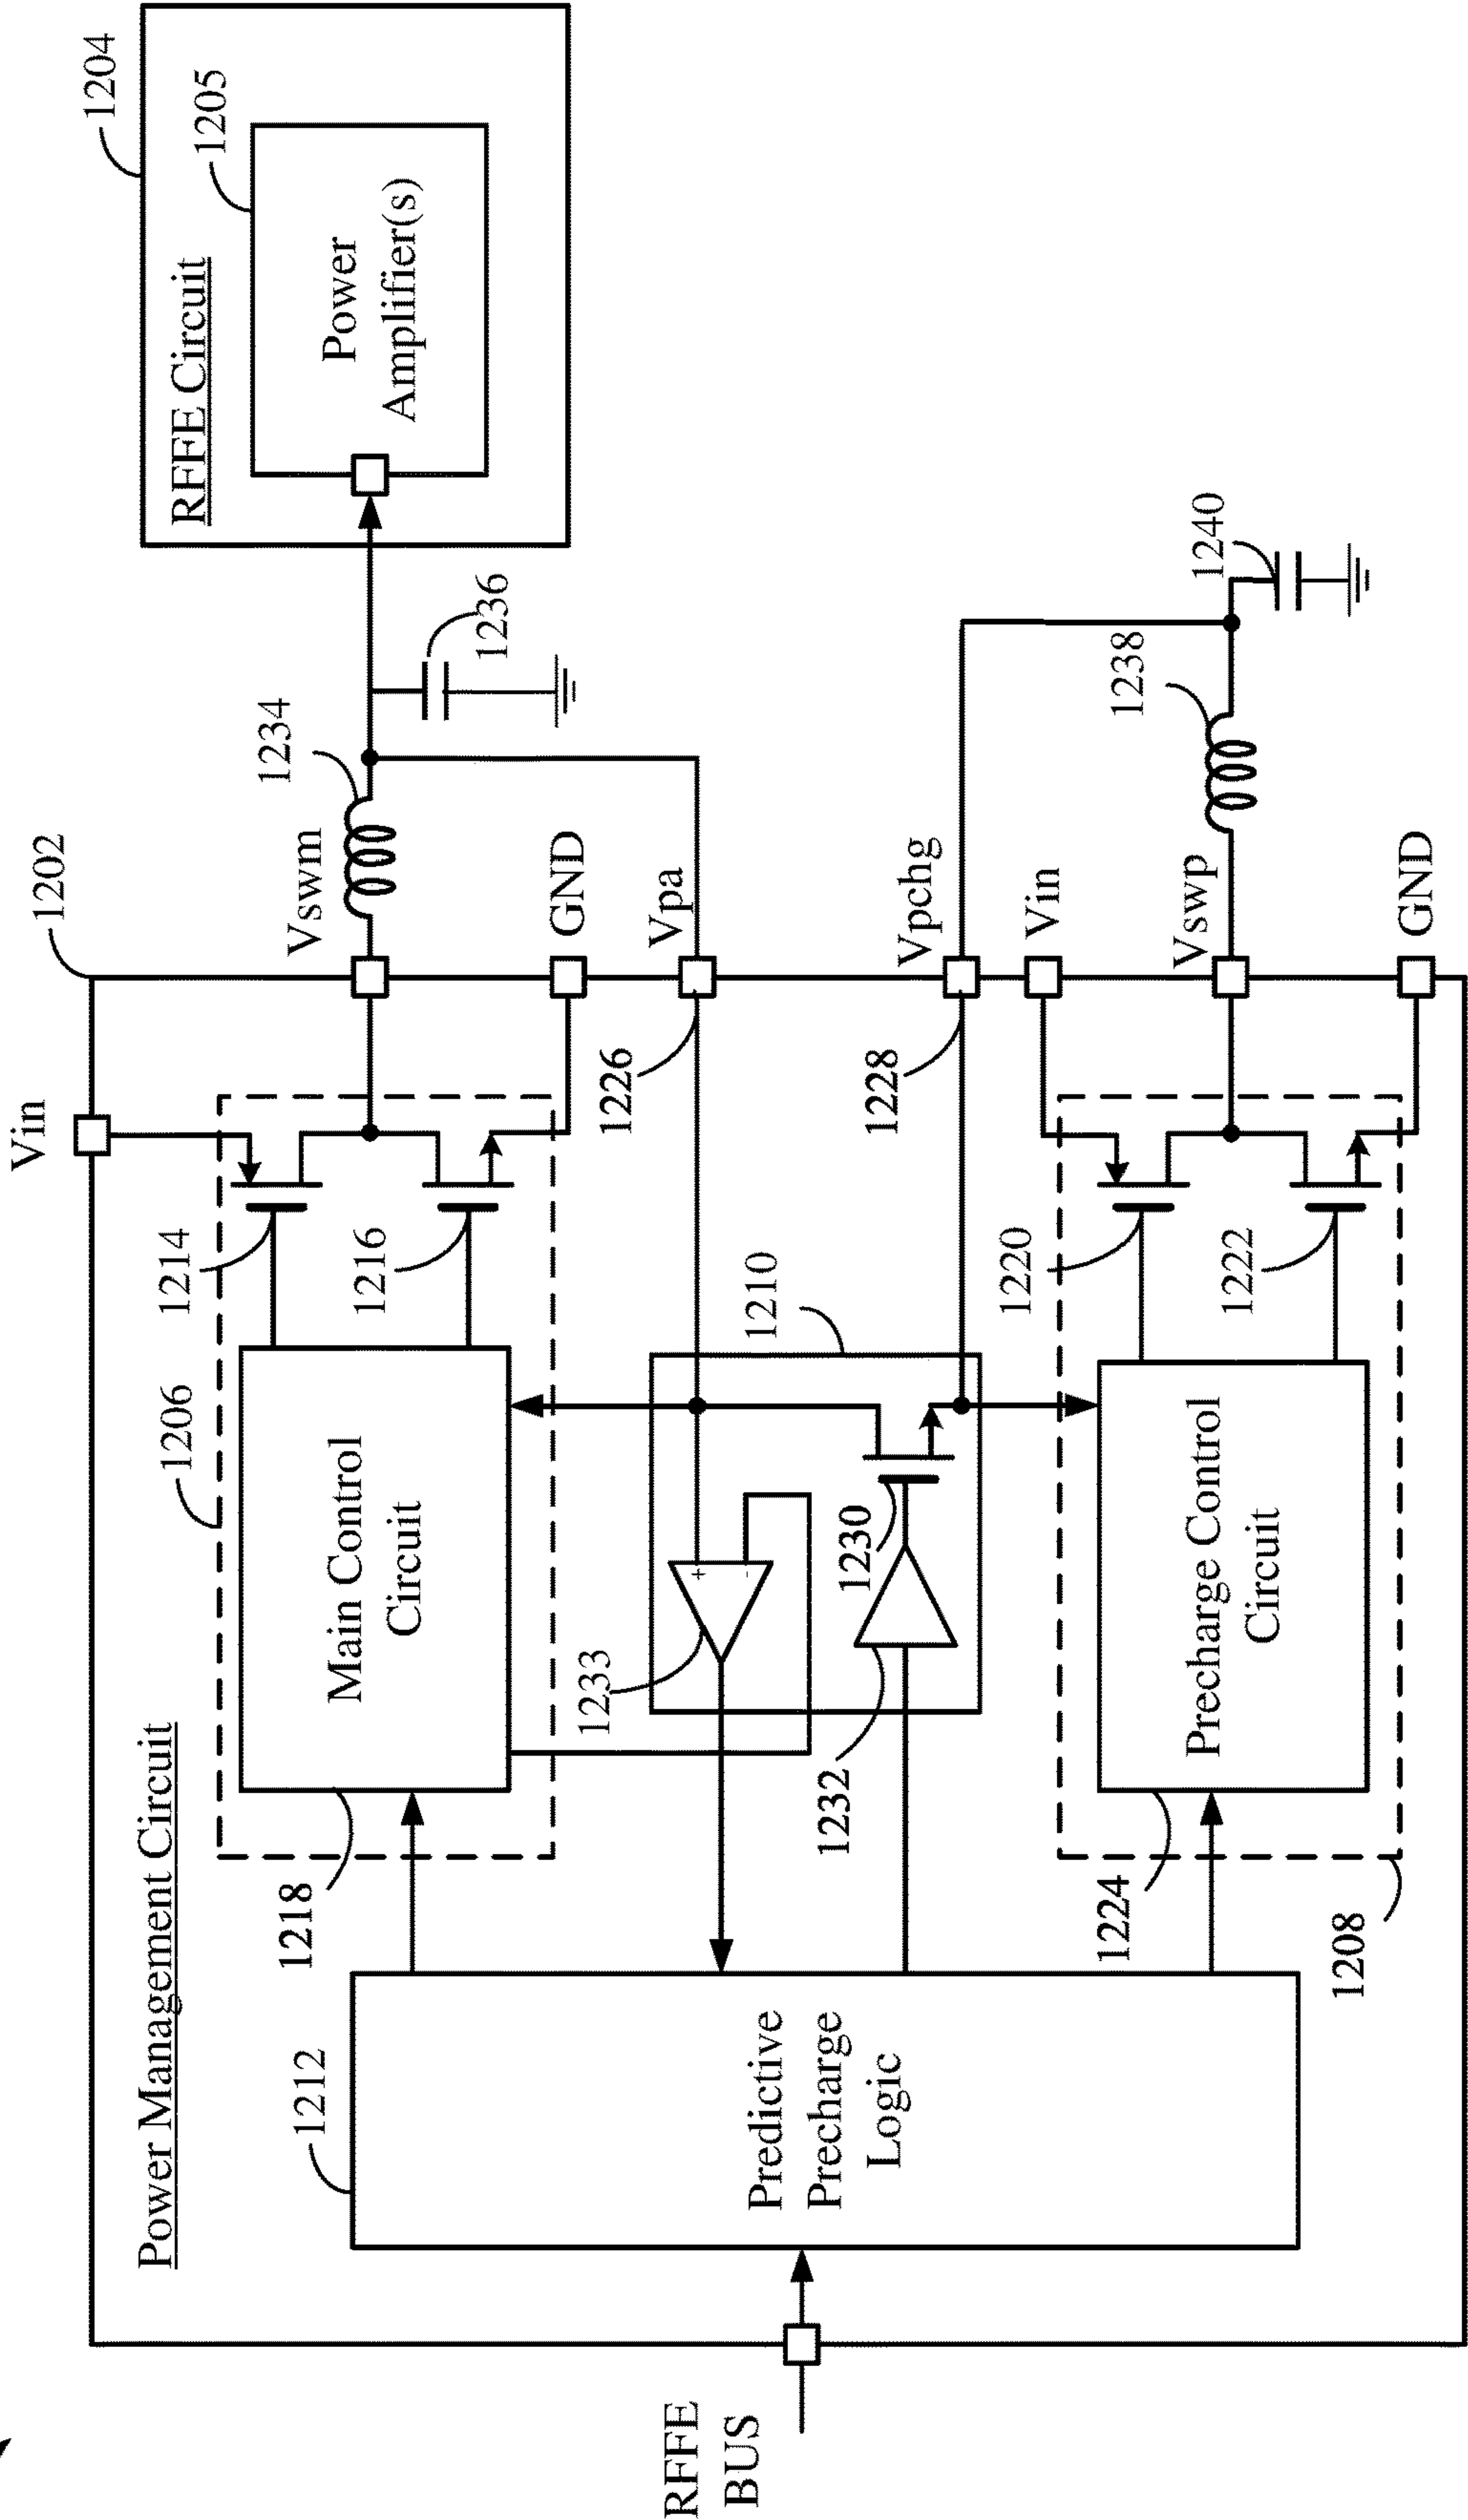 Power Management Circuit
1202
Vin
1206
1214
1216
Main Control
Circuit
1218
Vswm
1234
GND
1236
Vpa
1226
RFFE Circuit
1204
1205
Power
Amplifier(s)
1212
Predictive
Precharge
Logic
RFFE
BUS
1233
+
-
1210
1230
1232
Vpchg
1228
Vin
Vswp
1238
1240
GND
1220
1222
Precharge Control
Circuit
1224
1208